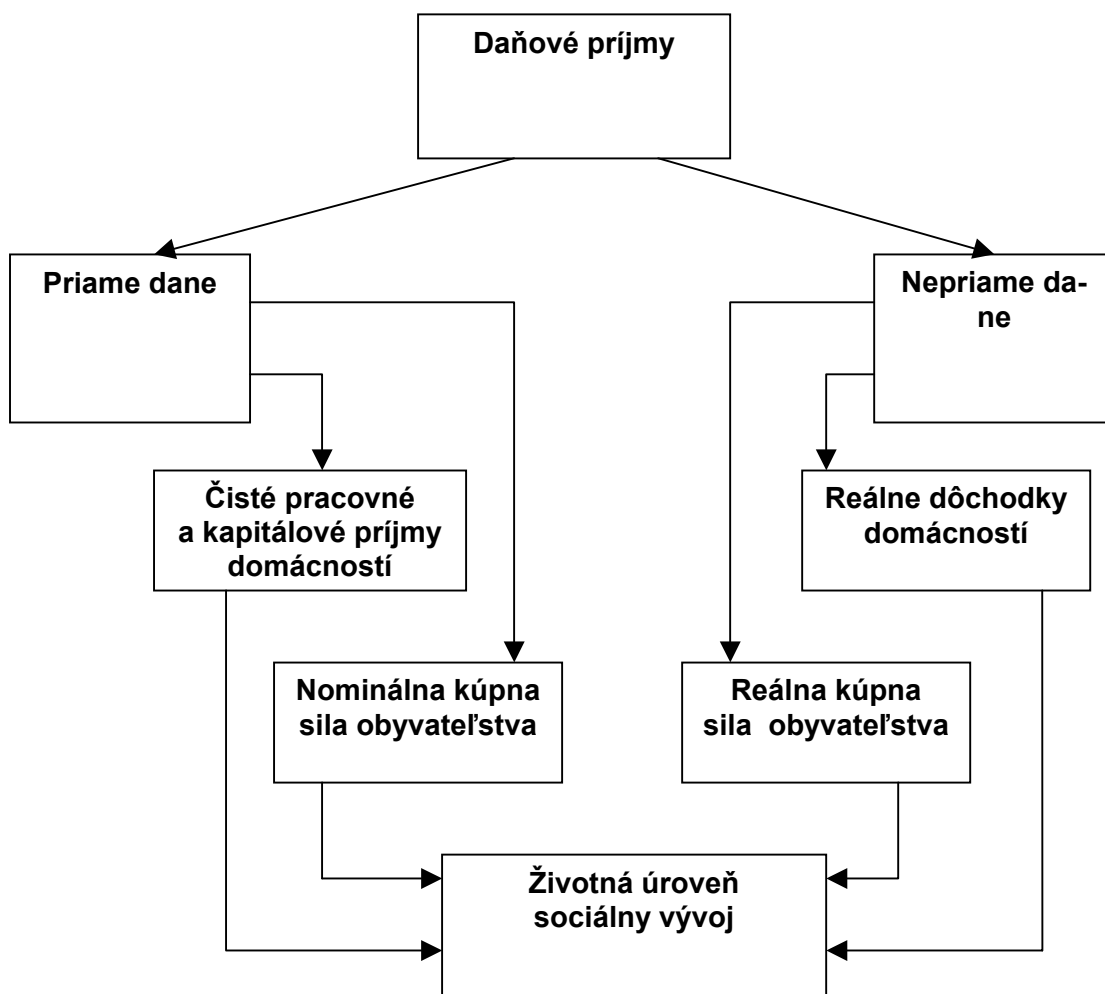 Daňové príjmy
Priame dane
Nepriame da-
ne
Čisté pracovné
a kapitálové príjmy
domácností
Reálne dôchodky
domácností
Nominálna kúpna
sila obyvateľstva
Reálna kúpna
sila  obyvateľstva
Životná úroveň
sociálny vývoj